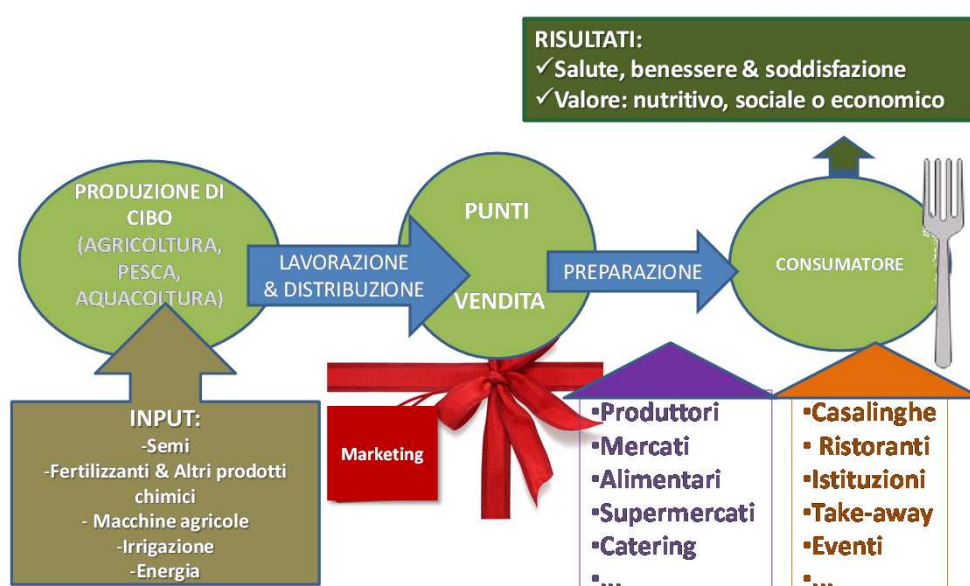 RISULTATI:
✓Salute, benessere & soddisfazione
✓Valore: nutritivo, sociale o economico
PRODUZIONE DI
CIBO
(AGRICOLTURA,
PESCA,
AQUACOLTURA)
LAVORAZIONE
& DISTRIBUZIONE
PUNTI
VENDITA
PREPARAZIONE
CONSUMATORE
INPUT:
-Semi
-Fertilizzanti & Altri prodotti
chimici
- Macchine agricole
-Irrigazione
-Energia
Marketing
▪Produttori
▪Mercati
▪Alimentari
▪Supermercati
▪Catering
▪...
▪Casalinghe
▪ Ristoranti
▪Istituzioni
▪Take-away
▪Eventi
▪...